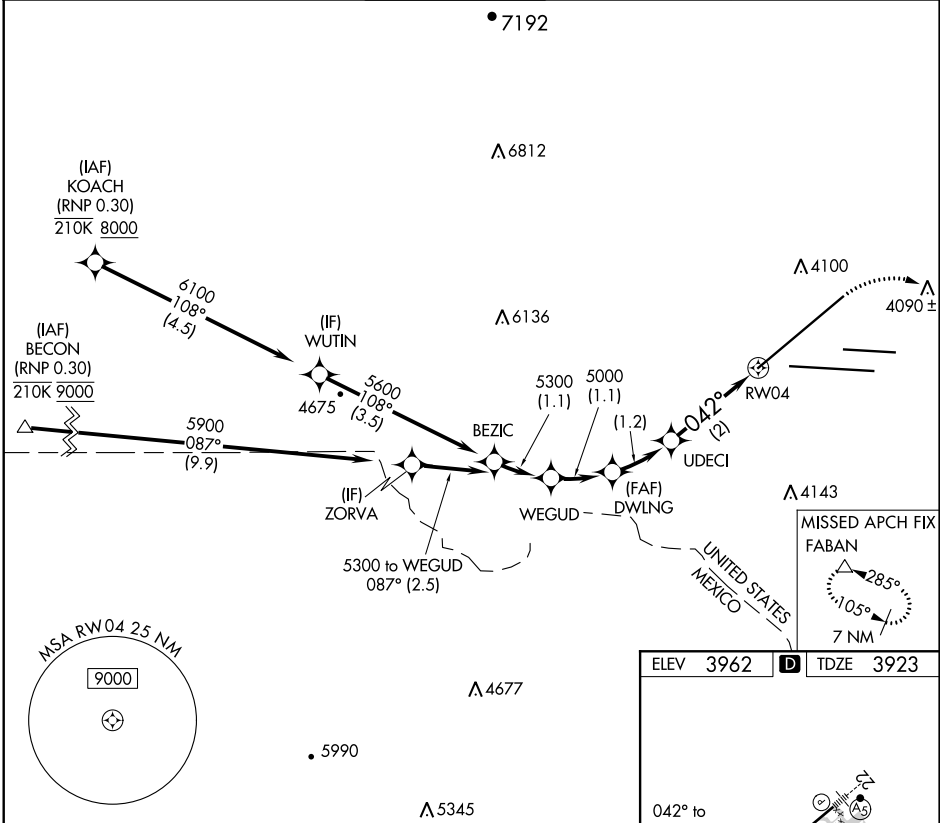 7192
6812
(IAF)
KOACH
(RNP 0.30)
210K 8000
6100
108°
(4.5)
4100
4090 ±
(IAF)
BECON
(RNP 0.30)
210K 9000
(IF)
WUTIN
6136
4675
5600
108°
(3.5)
5300
(1.1)
5000
(1.1)
(1.2)
042°
(2)
RW04
5900
087°
(9.9)
BEZIC
UDECI
(IF)
ZORVA
WEGUD
(FAF)
DWLNG
4143
5300 to WEGUD
087° (2.5)
UNITED STATES
MEXICO
MISSED APCH FIX
FABAN
285°
105°
7 NM
MSA RW04 25 NM
9000
4677
5990
5345
ELEV 3962 D TDZE 3923
22
P
A5
042° to